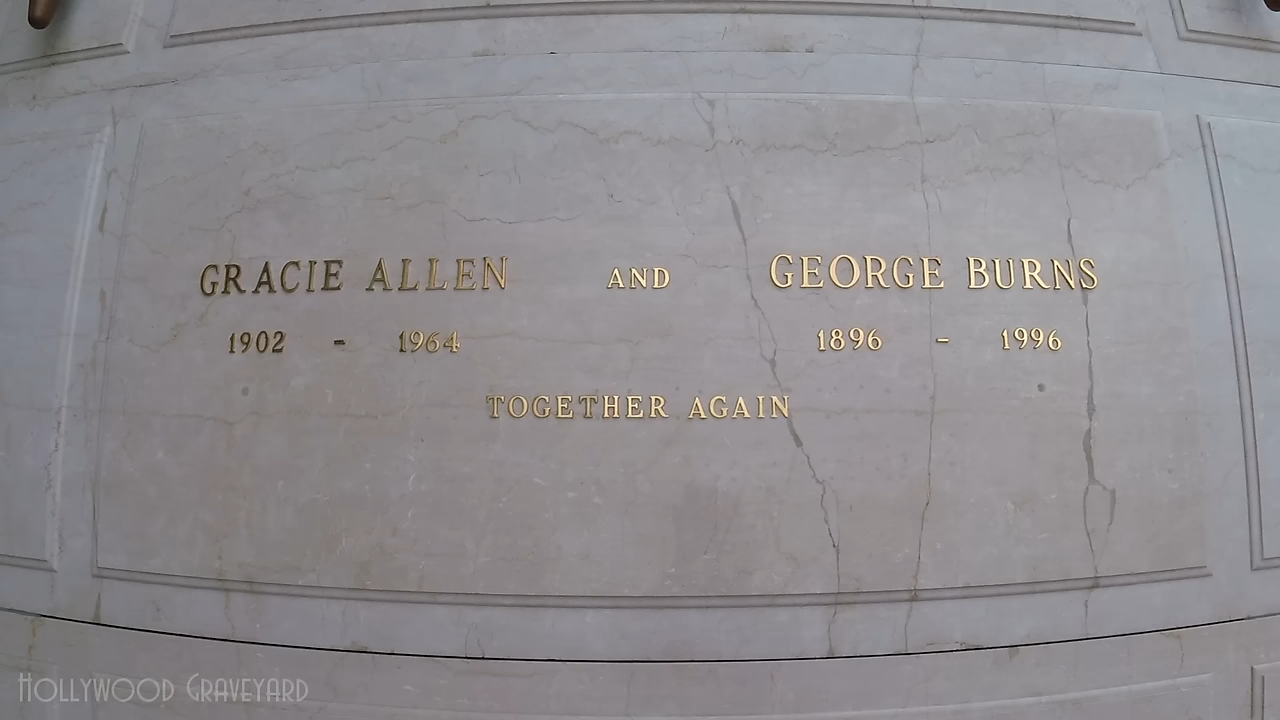 GRACIE ALLEN AND GEORGE BURNS
1902 - 1964 1896 - 1996
TOGETHER AGAIN
HOLLYWOOD GRAVEYARD